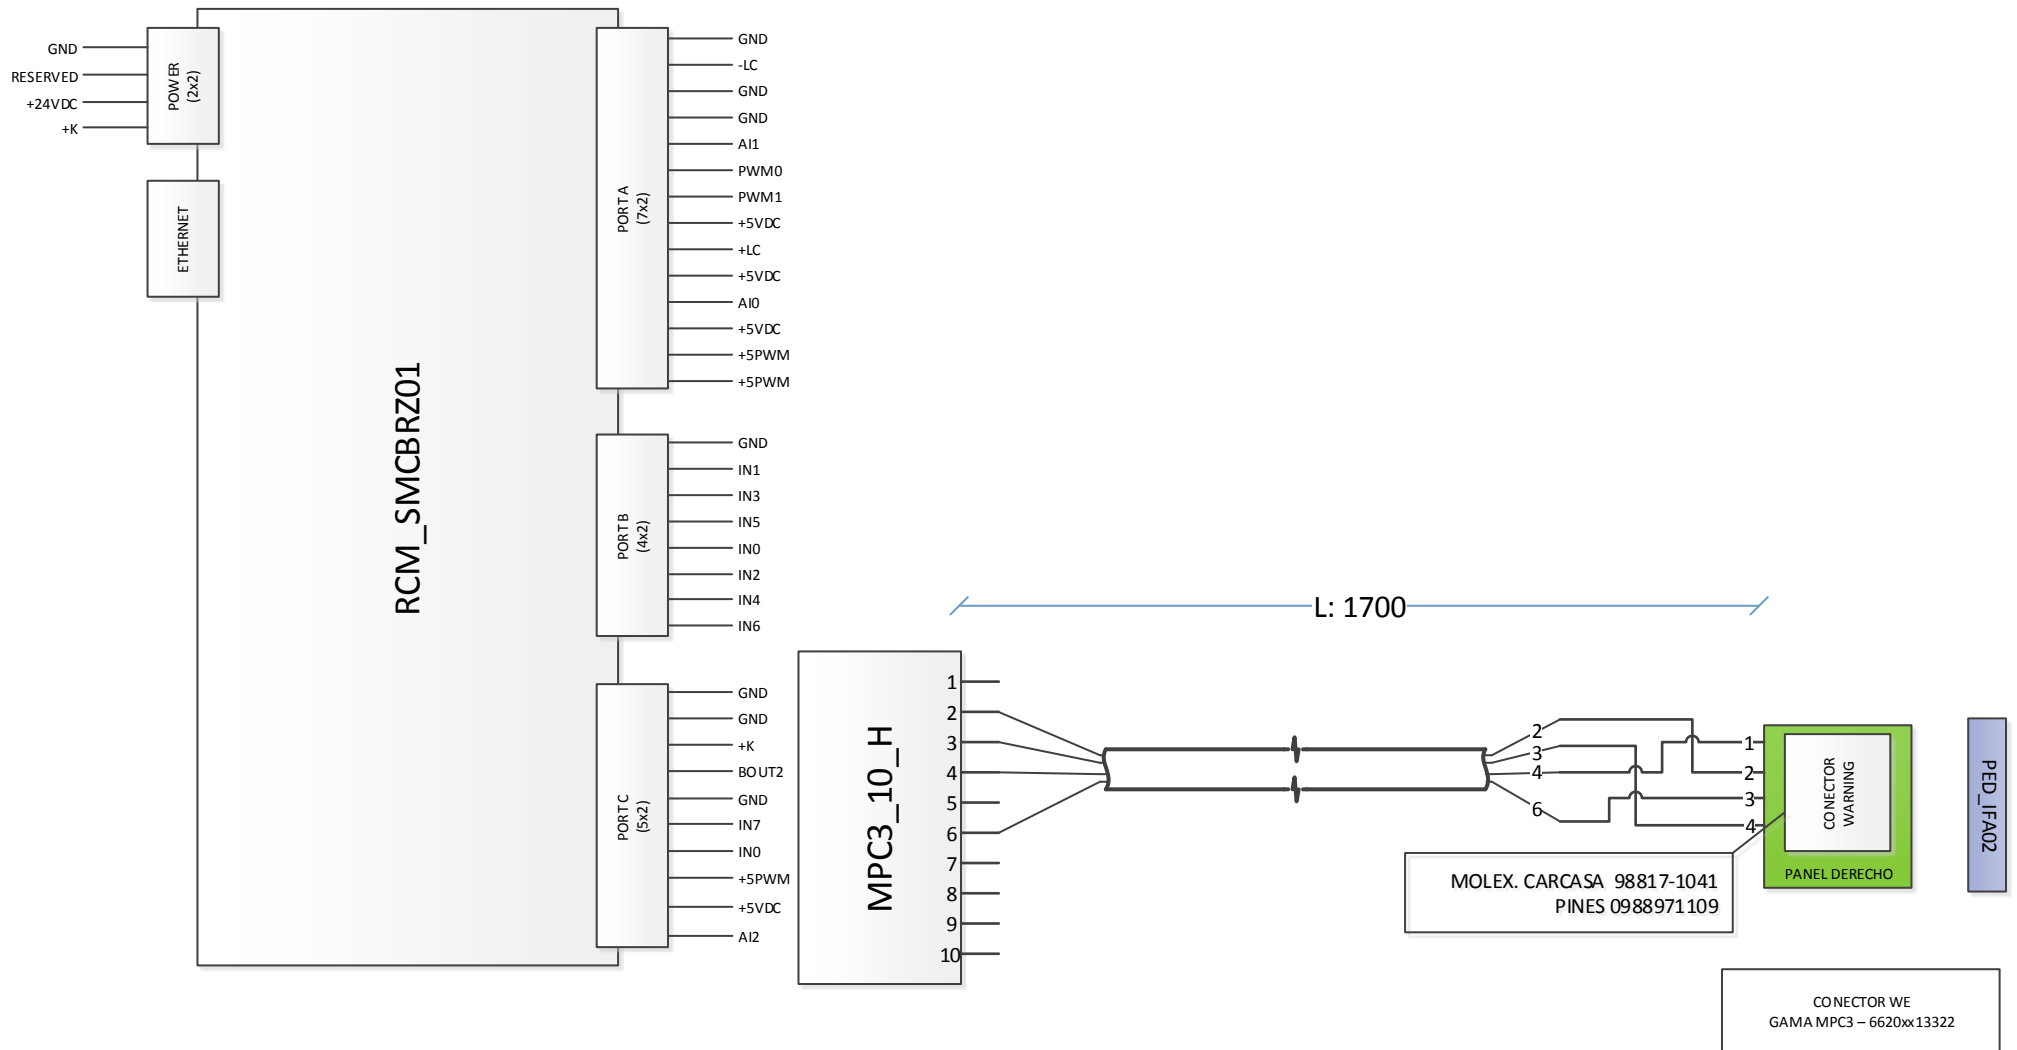 GND
RESERVED
+24VDC
+K
POWER
(2x2)
ETHERNET
RCM_SMCBRZ01
PORT A
(7x2)
GND
-LC
GND
GND
AI1
PWM0
PWM1
+5VDC
+LC
+5VDC
AI0
+5VDC
+5PWM
+5PWM
PORT B
(4x2)
GND
IN1
IN3
IN5
IN0
IN2
IN4
IN6
PORT C
(5x2)
GND
GND
+K
BOUT2
GND
IN7
IN0
+5PWM
+5VDC
AI2
MPC3_10_H
1
2
3
4
5
6
7
8
9
10
L: 1700
2
3
4
6
1
2
3
4
CONECTOR
WARNING
PANEL DERECHO
PED_IFA02
MOLEX. CARCASA 98817-1041
PINES 0988971109
CONECTOR WE
GAMA MPC3 – 6620xx13322